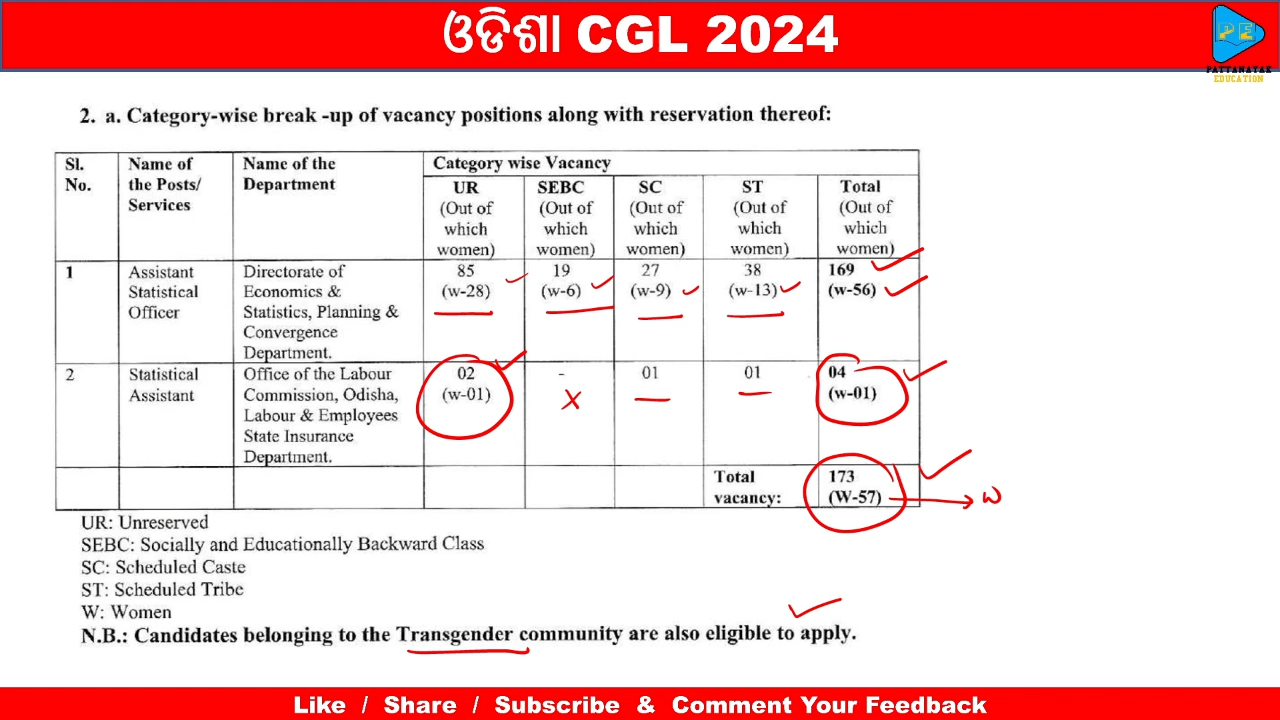 ଓଡିଶା CGL 2024
PE
PATTANAYAK
EDUCATION
2. a. Category-wise break -up of vacancy positions along with reservation thereof:
Sl. No. | Name of the Posts/ Services | Name of the Department | Category wise Vacancy
UR (Out of which women) | SEBC (Out of which women) | SC (Out of which women) | ST (Out of which women) | Total (Out of which women)
1 | Assistant Statistical Officer | Directorate of Economics & Statistics, Planning & Convergence Department. | 85 (w-28) | 19 (w-6) | 27 (w-9) | 38 (w-13) | 169 (w-56)
2 | Statistical Assistant | Office of the Labour Commission, Odisha, Labour & Employees State Insurance Department. | 02 (w-01) | - | 01 | 01 | 04 (w-01)
Total vacancy: | 173 (W-57) W
UR: Unreserved
SEBC: Socially and Educationally Backward Class
SC: Scheduled Caste
ST: Scheduled Tribe
W: Women
N.B.: Candidates belonging to the Transgender community are also eligible to apply.
Like / Share / Subscribe & Comment Your Feedback